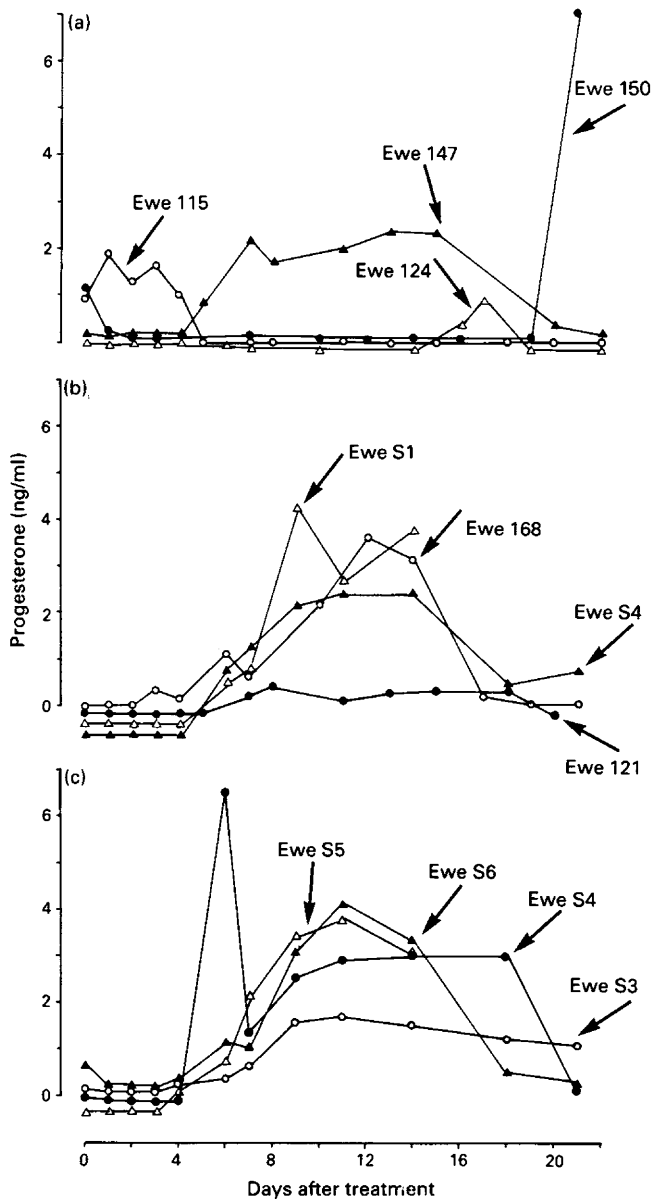 (a)
6
4
2
Ewe 150
Ewe 147
Ewe 115
Ewe 124
Progesterone (ng/ml)
(b)
6
4
2
0
Ewe S1
Ewe 168
Ewe S4
Ewe 121
(c)
6
4
2
0
Ewe S5
Ewe S6
Ewe S4
Ewe S3
0 4 8 12 16 20
Days after treatment